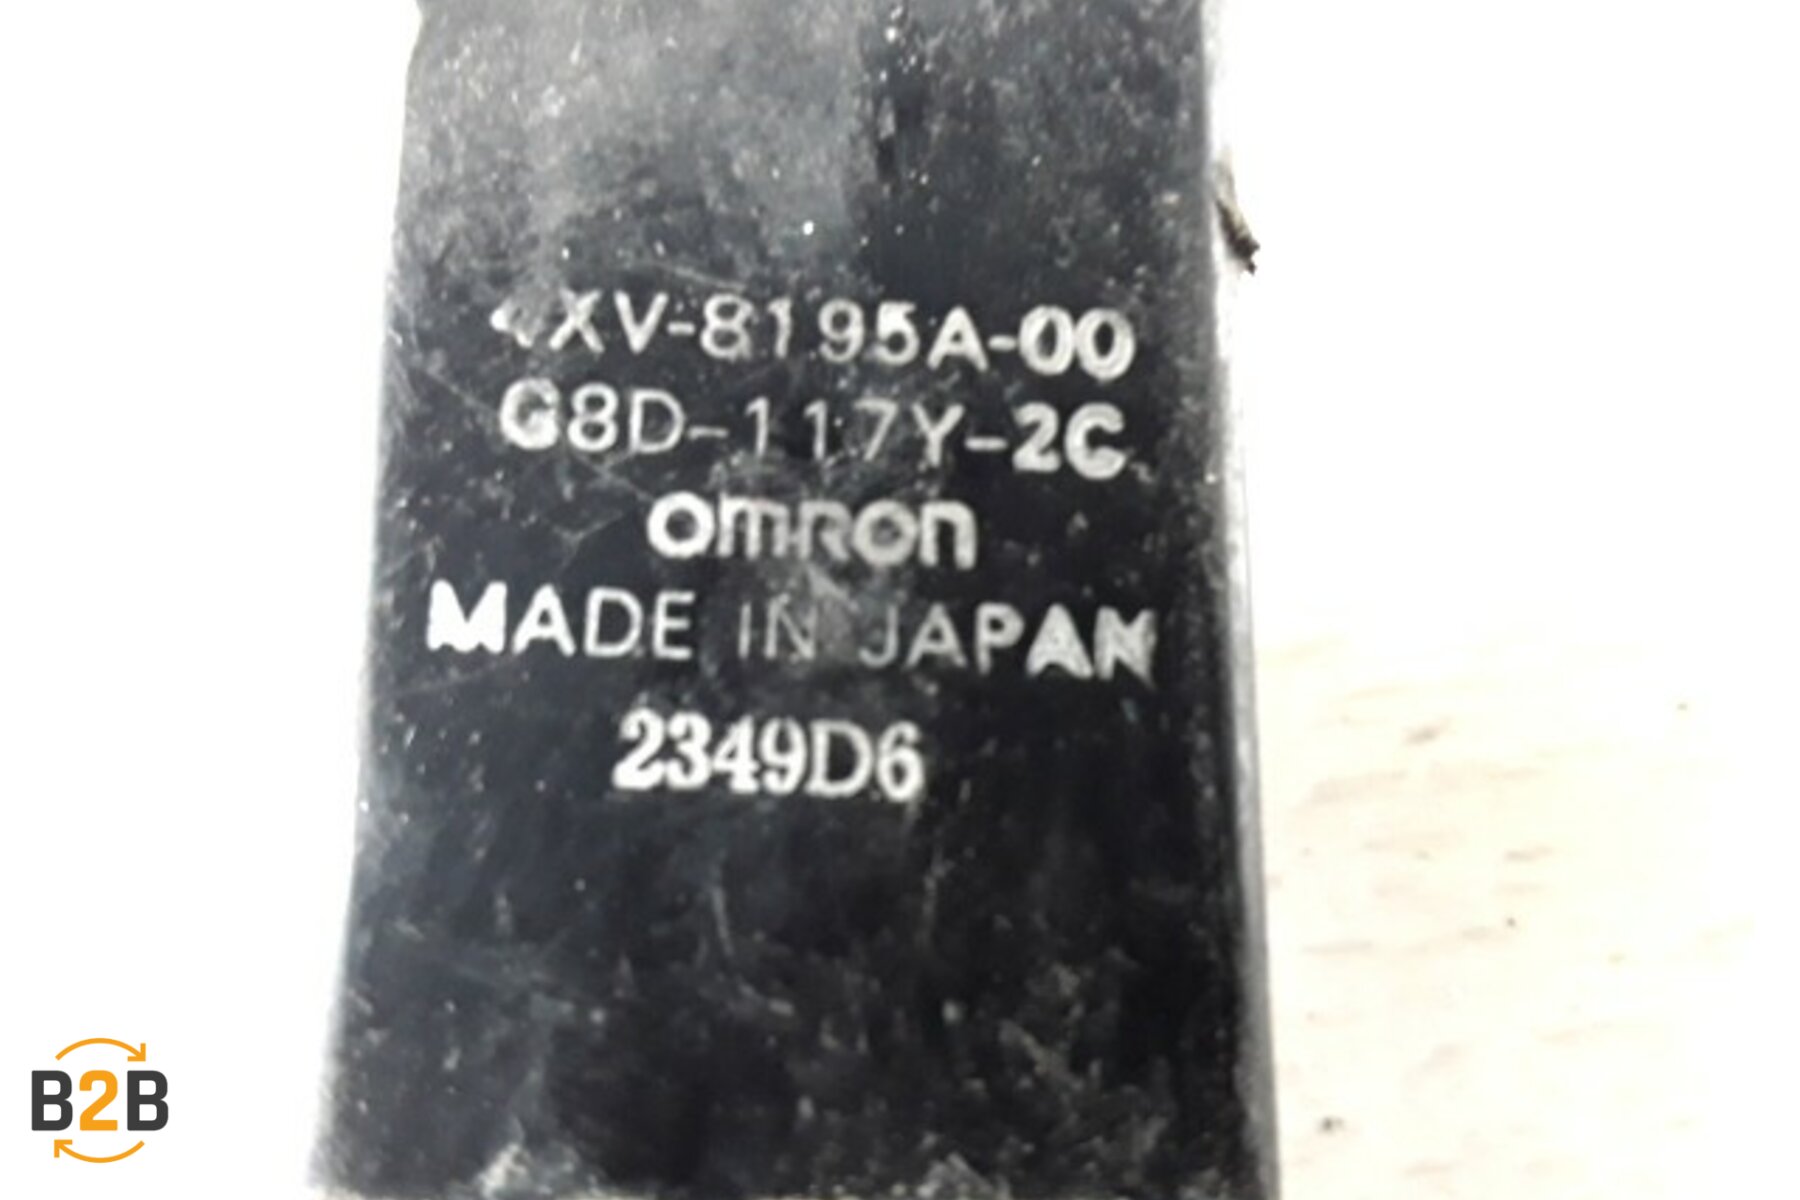 4XV-8195A-00
G8D-117Y-2C
omron
MADE IN JAPAN
2349D6
B2B